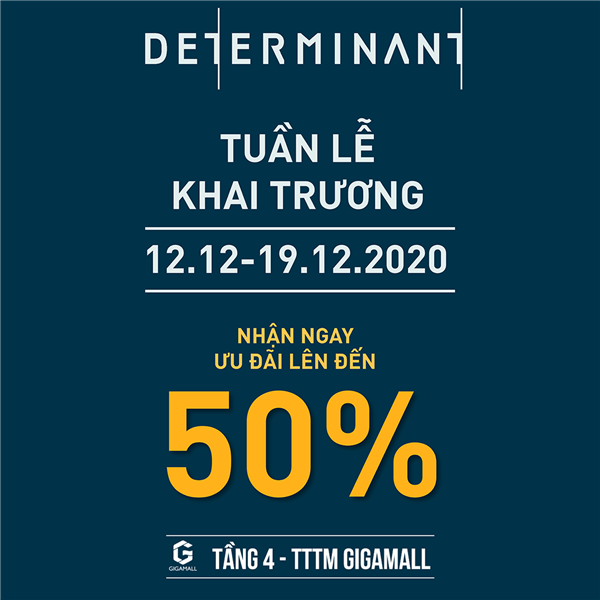 DETERMINANT
TUẦN LỄ
KHAI TRƯƠNG
12.12-19.12.2020
NHẬN NGAY
ƯU ĐÃI LÊN ĐẾN
50%
GIGAMALL
TẦNG 4 - TTTM GIGAMALL